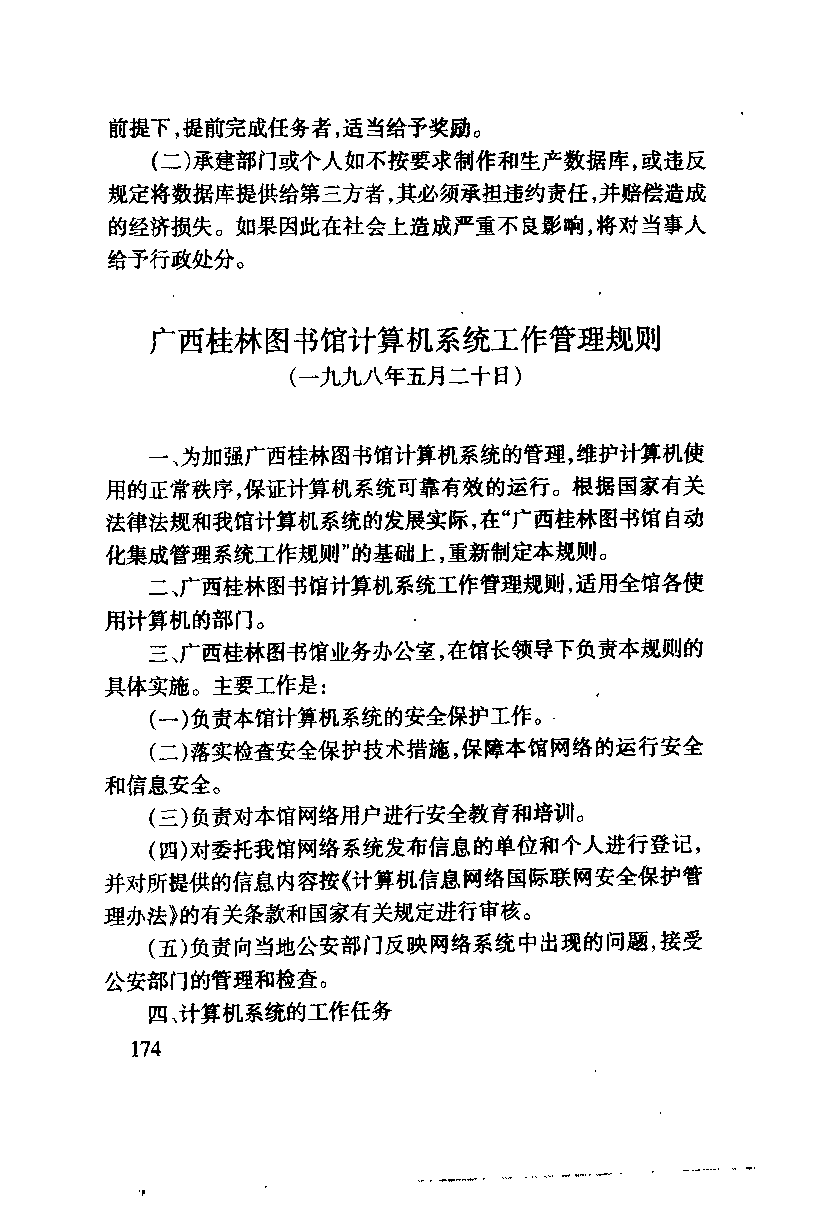 前提下,提前完成任务者,适当给予奖励。
(二)承建部门或个人如不按要求制作和生产数据库,或违反
规定将数据库提供给第三方者,其必须承担违约责任,并赔偿造成
的经济损失。如果因此在社会上造成严重不良影响,将对当事人
给予行政处分。
广西桂林图书馆计算机系统工作管理规则
(一九九八年五月二十日)
一、为加强广西桂林图书馆计算机系统的管理,维护计算机使
用的正常秩序,保证计算机系统可靠有效的运行。根据国家有关
法律法规和我馆计算机系统的发展实际,在“广西桂林图书馆自动
化集成管理系统工作规则”的基础上,重新制定本规则。
二、广西桂林图书馆计算机系统工作管理规则,适用全馆各使
用计算机的部门。
三、广西桂林图书馆业务办公室,在馆长领导下负责本规则的
具体实施。主要工作是:
(一)负责本馆计算机系统的安全保护工作。
(二)落实检查安全保护技术措施,保障本馆网络的运行安全
和信息安全。
(三)负责对本馆网络用户进行安全教育和培训。
(四)对委托我馆网络系统发布信息的单位和个人进行登记,
并对所提供的信息内容按《计算机信息网络国际联网安全保护管
理办法》的有关条款和国家有关规定进行审核。
(五)负责向当地公安部门反映网络系统中出现的问题,接受
公安部门的管理和检查。
四、计算机系统的工作任务
174